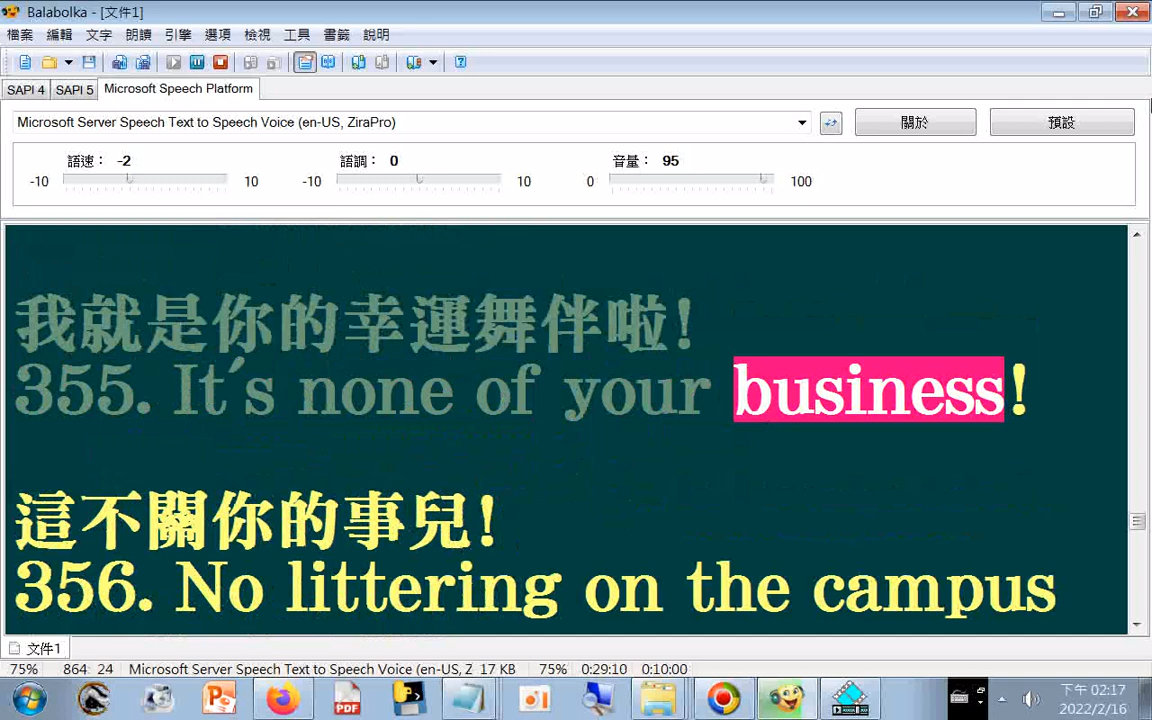 Balabolka - [文件1]
檔案 編輯 文字 朗讀 引擎 選項 檢視 工具 書籤 說明
SAPI 4 SAPI 5 Microsoft Speech Platform
Microsoft Server Speech Text to Speech Voice (en-US, ZiraPro) 關於 預設
語速： -2 語調： 0 音量： 95
-10 10 -10 10 0 100
我就是你的幸運舞伴啦!
355. It's none of your business!
這不關你的事兒!
356. No littering on the campus
文件1
75% 864: 24 Microsoft Server Speech Text to Speech Voice (en-US, Z 17 KB 75% 0:29:10 0:10:00
PDF
下午 02:17
2022/2/16